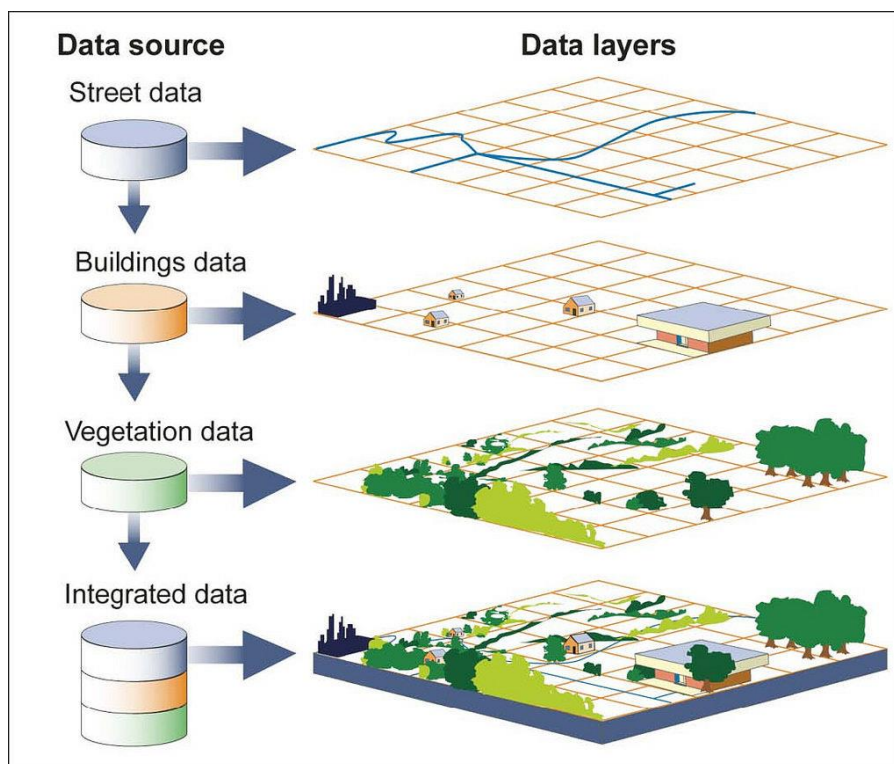 Data source
Data layers
Street data
Buildings data
Vegetation data
Integrated data